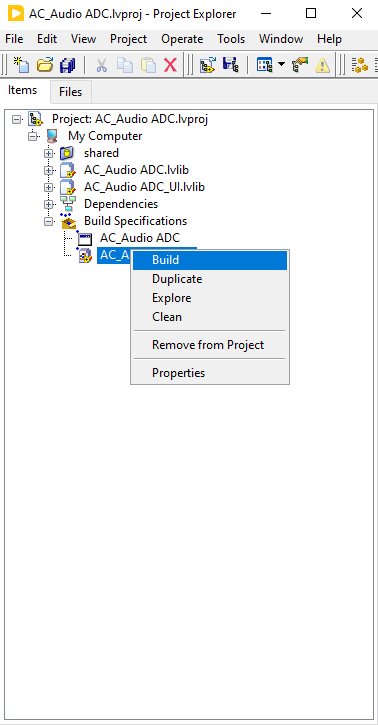 AC_Audio ADC.lvproj - Project Explorer
File Edit View Project Operate Tools Window Help
Items Files
Project: AC_Audio ADC.lvproj
My Computer
shared
AC_Audio ADC.lvlib
AC_Audio ADC_UI.lvlib
Dependencies
Build Specifications
AC_Audio ADC
Build
Duplicate
Explore
Clean
Remove from Project
Properties